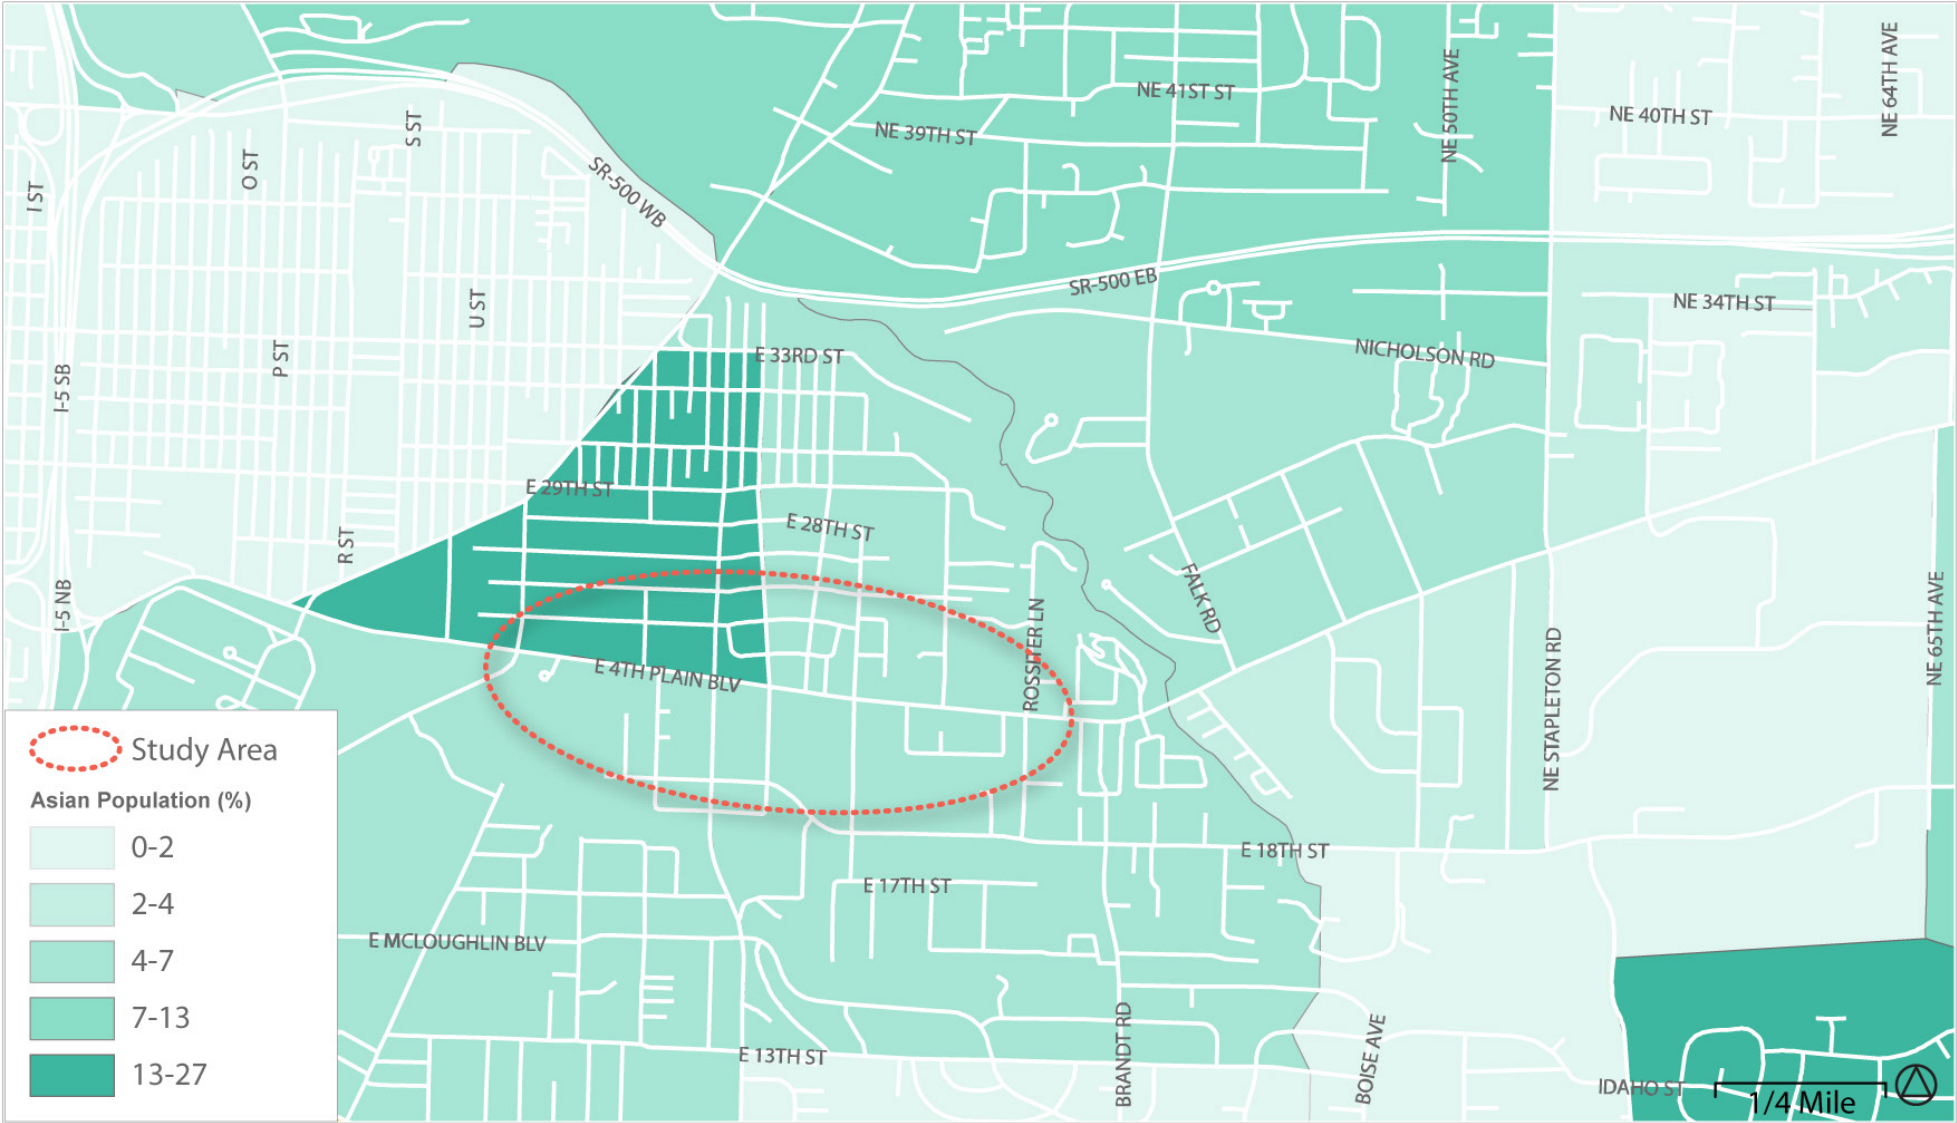 NE 41ST ST
NE 50TH AVE
NE 40TH ST
NE 64TH AVE
NE 39TH ST
S ST
O ST
I ST
SR-500 WB
SR-500 EB
U ST
NE 34TH ST
P ST
E 33RD ST
NICHOLSON RD
I-5 SB
E 29TH ST
E 28TH ST
R ST
I-5 NB
FALK RD
ROSSITER LN
NE 65TH AVE
E 4TH PLAIN BLV
NE STAPLETON RD
Study Area
Asian Population (%)
0-2
2-4
4-7
7-13
13-27
E 18TH ST
E 17TH ST
E MCLOUGHLIN BLV
E 13TH ST
BRANDT RD
BOISE AVE
IDAHO ST
1/4 Mile